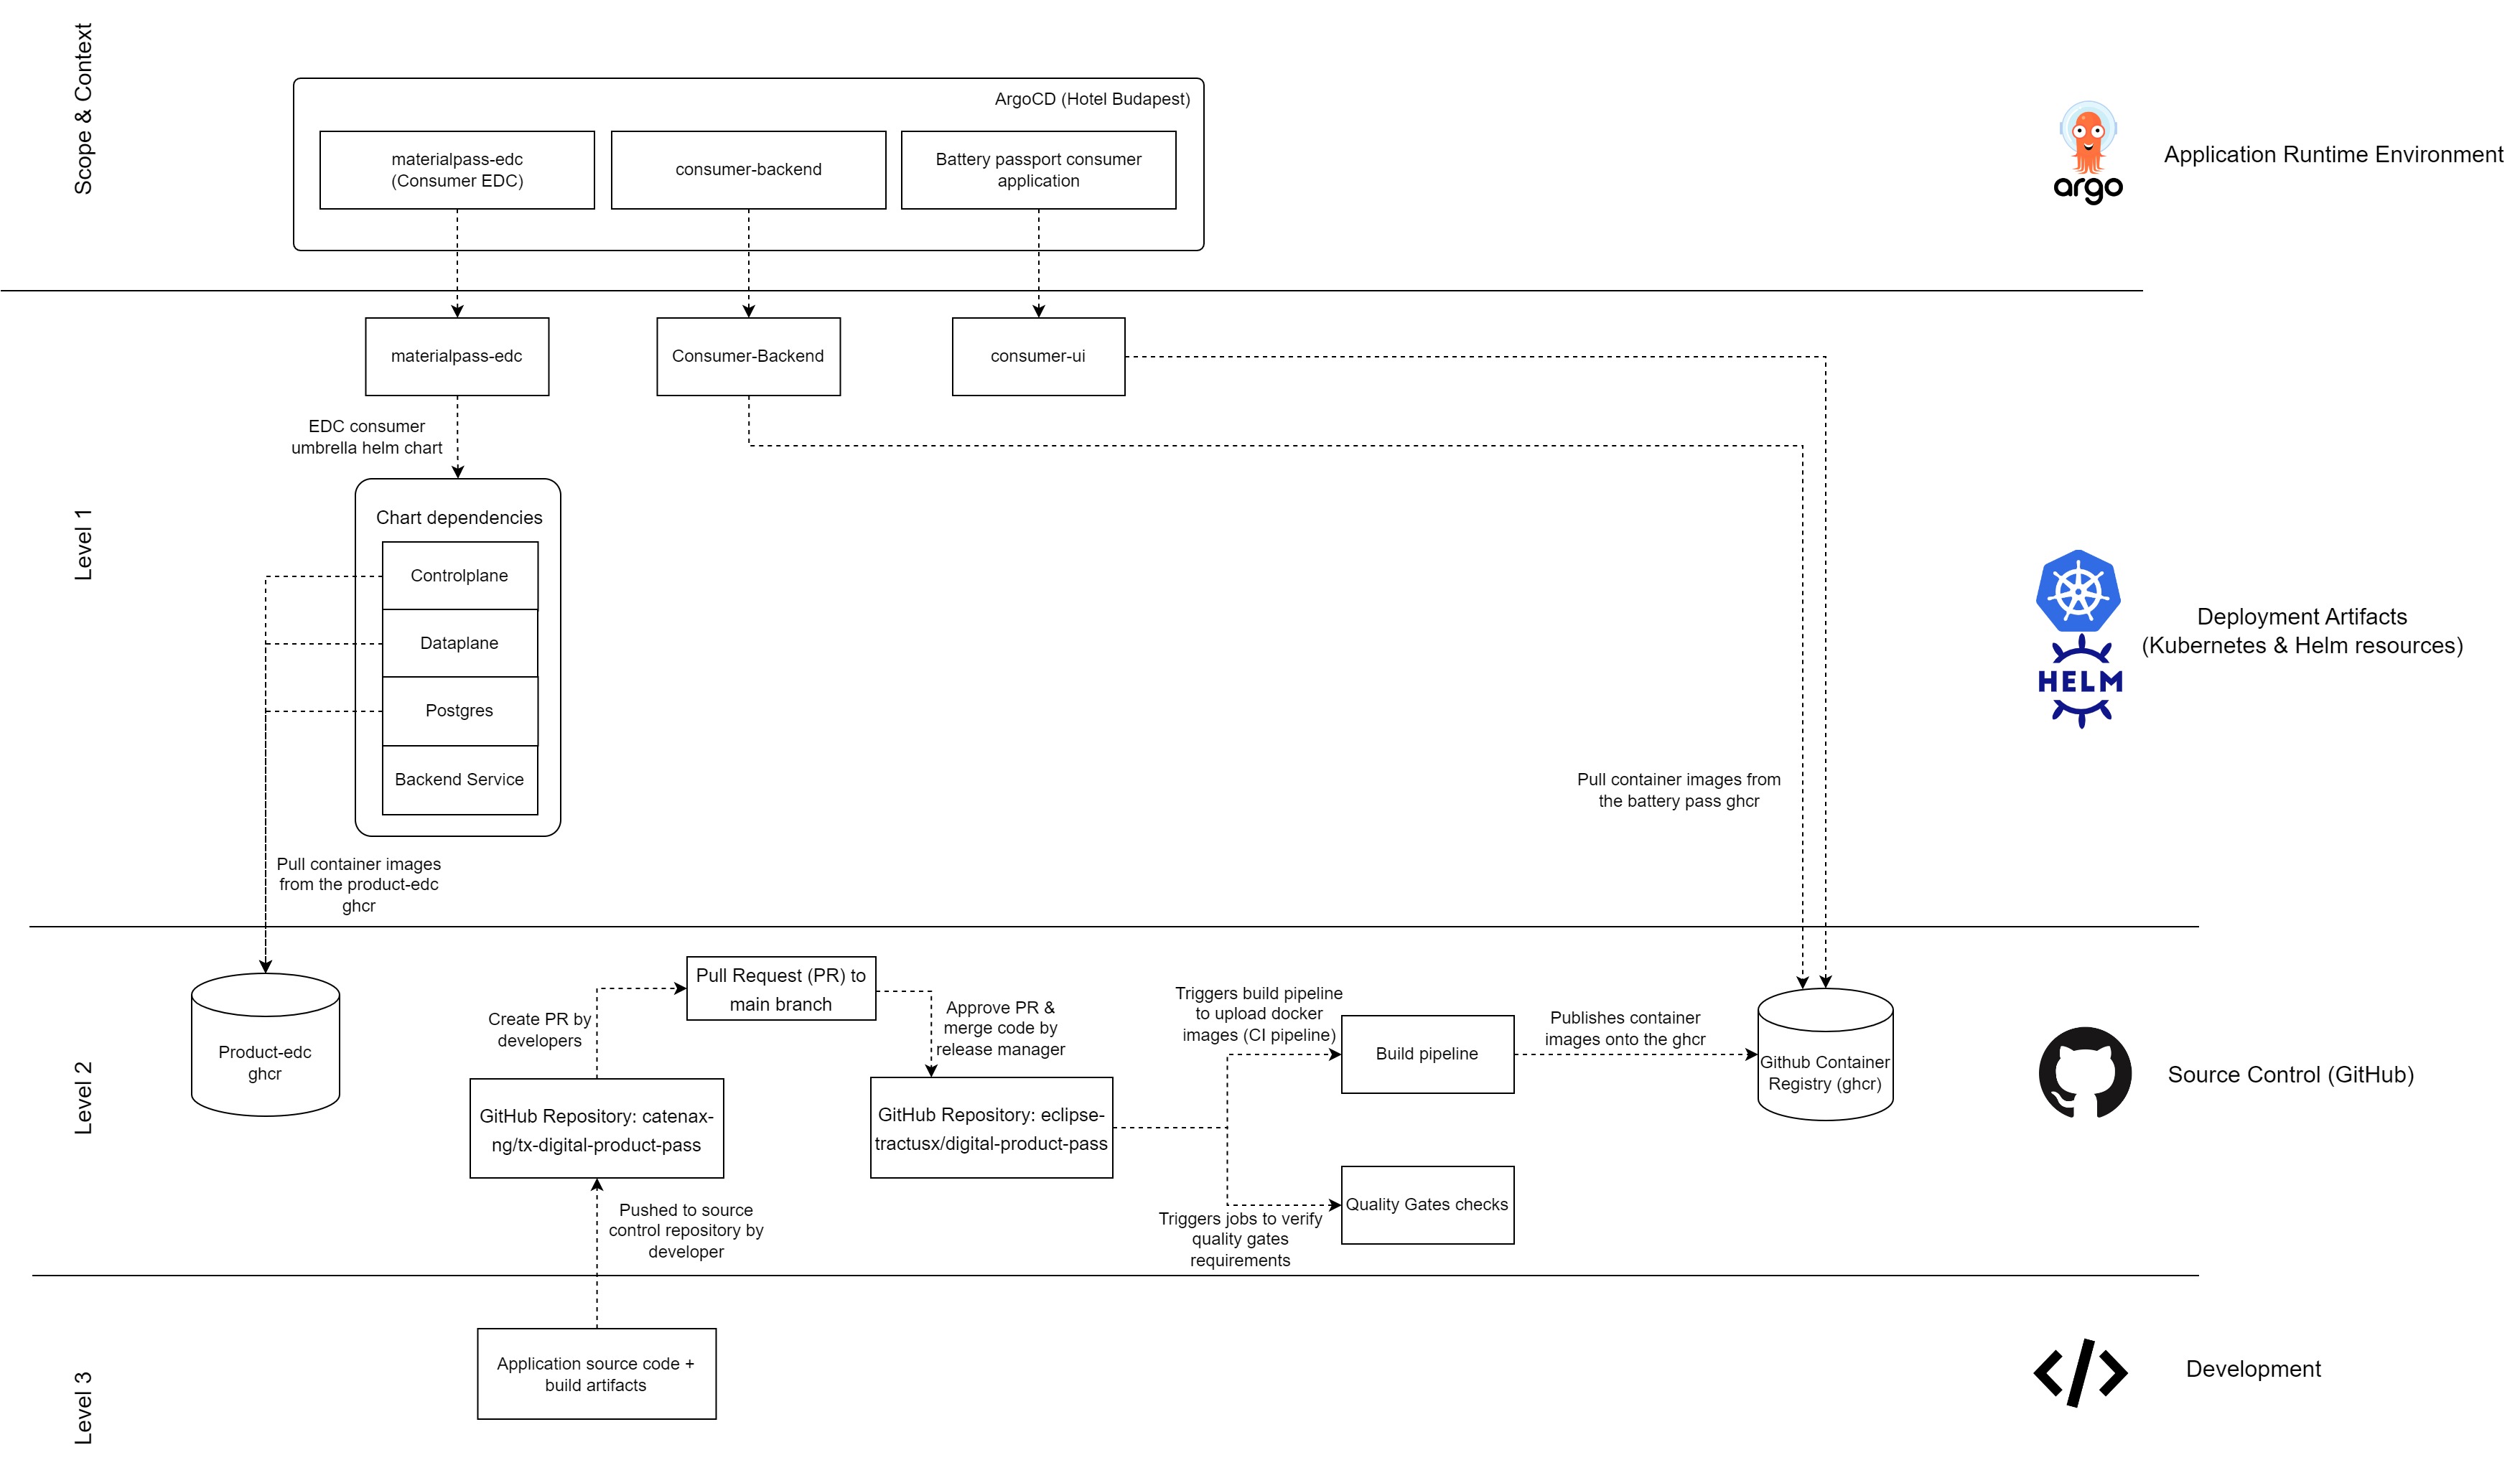 Scope & Context
ArgoCD (Hotel Budapest)
materialpass-edc
(Consumer EDC)
consumer-backend
Battery passport consumer
application
argo
Application Runtime Environment
Level 1
materialpass-edc
Consumer-Backend
consumer-ui
EDC consumer
umbrella helm chart
Chart dependencies
Controlplane
Dataplane
Postgres
Backend Service
Pull container images
from the product-edc
ghcr
Pull container images from
the battery pass ghcr
HELM
Deployment Artifacts
(Kubernetes & Helm resources)
Level 2
Product-edc
ghcr
Create PR by
developers
Pull Request (PR) to
main branch
Approve PR &
merge code by
release manager
GitHub Repository: catenax-
ng/tx-digital-product-pass
GitHub Repository: eclipse-
tractusx/digital-product-pass
Pushed to source
control repository by
developer
Triggers build pipeline
to upload docker
images (CI pipeline)
Build pipeline
Publishes container
images onto the ghcr
Github Container
Registry (ghcr)
Quality Gates checks
Triggers jobs to verify
quality gates
requirements
Source Control (GitHub)
Level 3
Application source code +
build artifacts
</>
Development